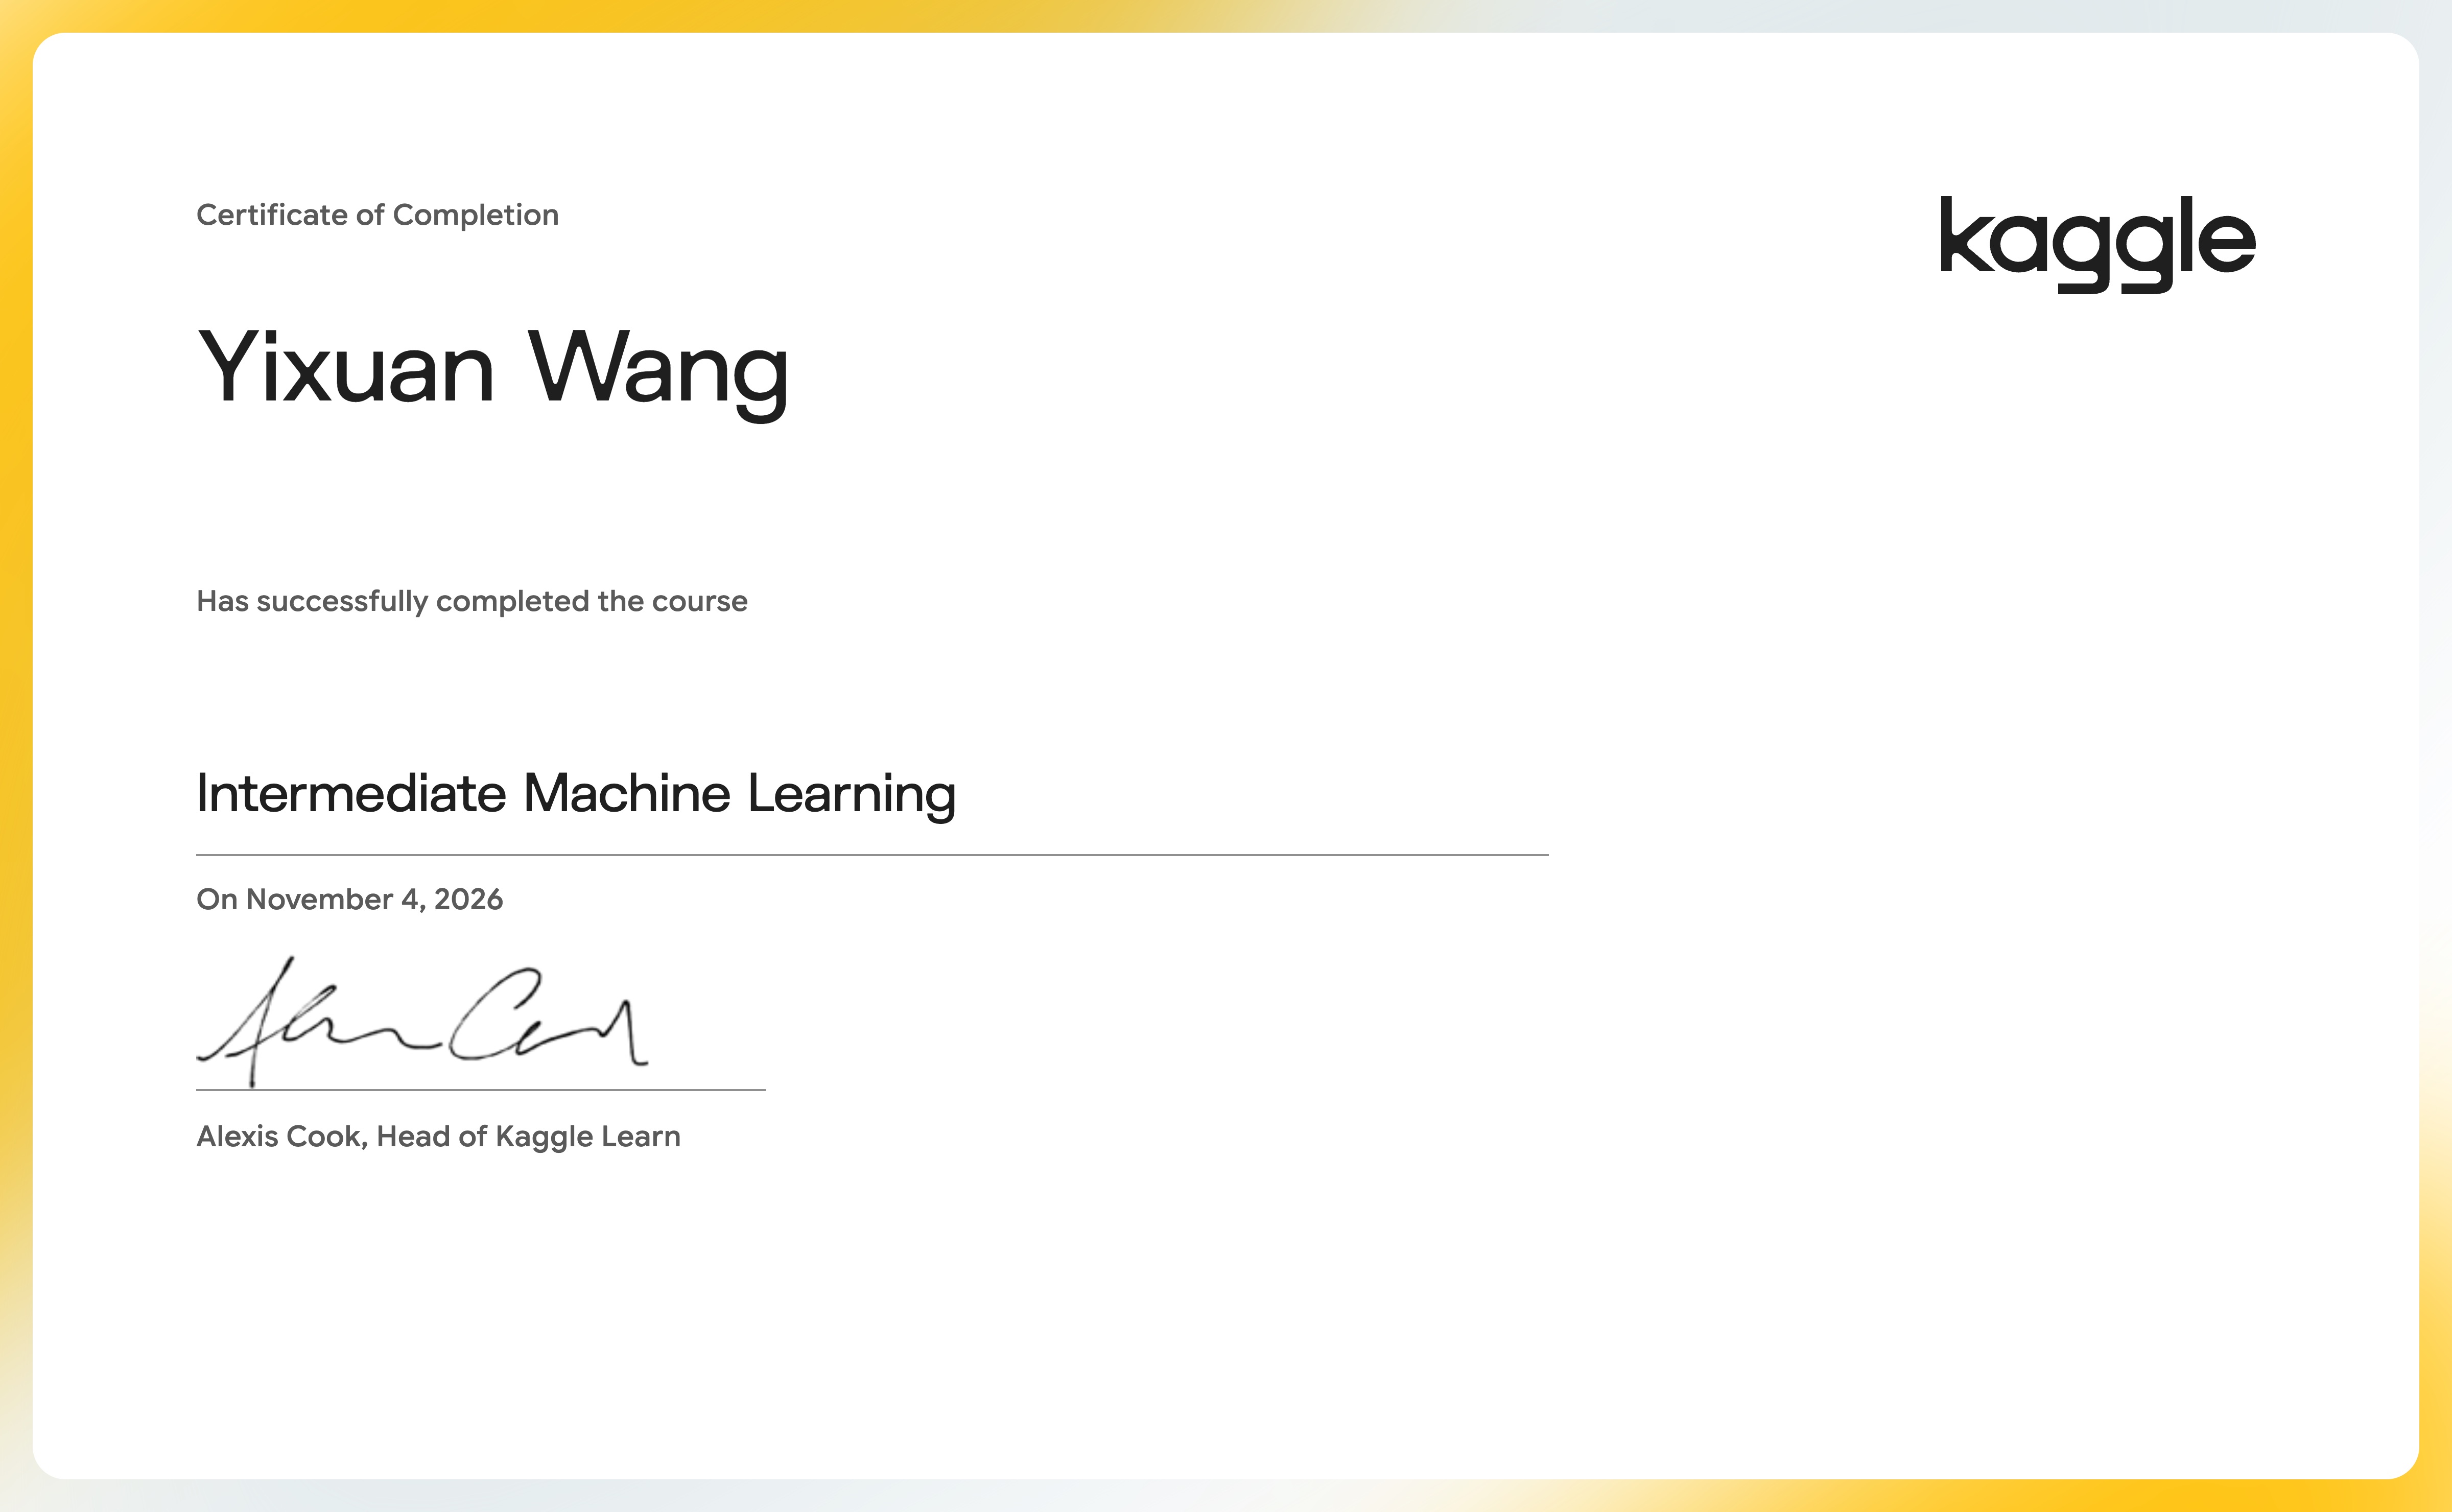 Certificate of Completion
kaggle
Yixuan Wang
Has successfully completed the course
Intermediate Machine Learning
On November 4, 2026
Alexis Cook, Head of Kaggle Learn